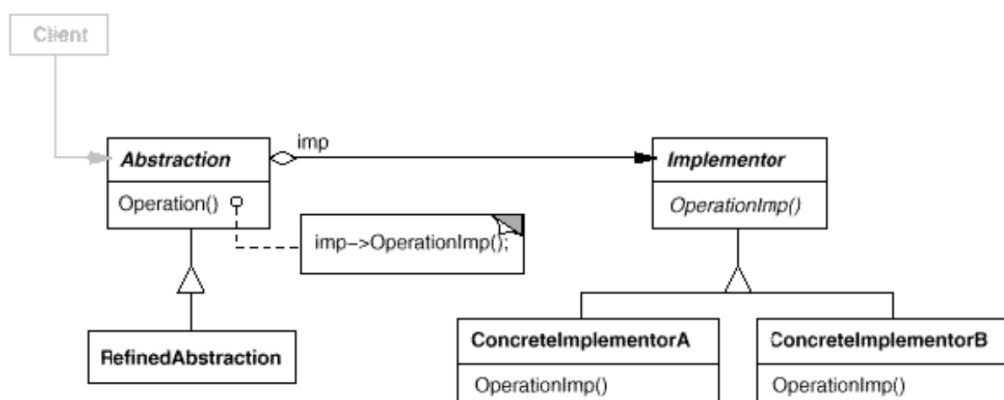 Client
imp
Abstraction
Implementor
Operation()
OperationImp()
imp->OperationImp();
RefinedAbstraction
ConcreteImplementorA
ConcreteImplementorB
OperationImp()
OperationImp()